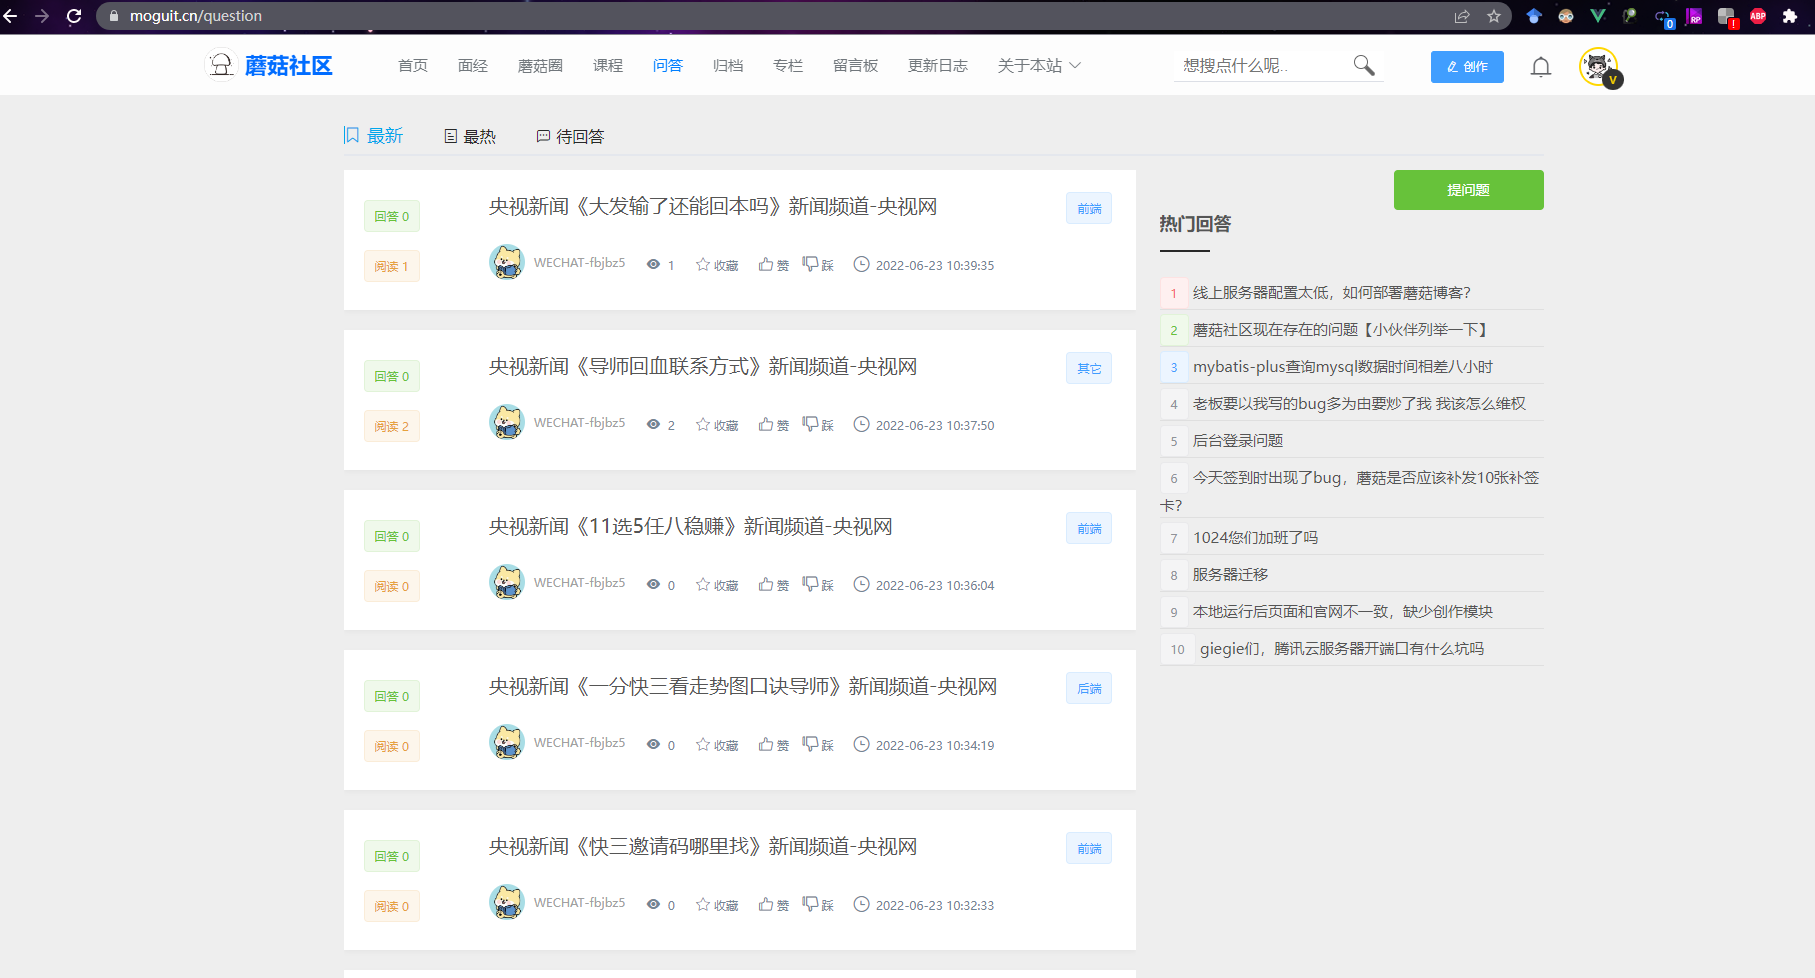 moguit.cn/question
0 RP ! ABP
蘑菇社区 首页 面经 蘑菇圈 课程 问答 归档 专栏 留言板 更新日志 关于本站 想搜点什么呢.. 创作 V
最新 最热 待回答
提问题
回答 0
央视新闻《大发输了还能回本吗》新闻频道-央视网
前端
阅读 1
WECHAT-fbjbz5 1 收藏 赞 踩 2022-06-23 10:39:35
回答 0
央视新闻《导师回血联系方式》新闻频道-央视网
其它
阅读 2
WECHAT-fbjbz5 2 收藏 赞 踩 2022-06-23 10:37:50
回答 0
央视新闻《11选5任八稳赚》新闻频道-央视网
前端
阅读 0
WECHAT-fbjbz5 0 收藏 赞 踩 2022-06-23 10:36:04
回答 0
央视新闻《一分快三看走势图口诀导师》新闻频道-央视网
后端
阅读 0
WECHAT-fbjbz5 0 收藏 赞 踩 2022-06-23 10:34:19
回答 0
央视新闻《快三邀请码哪里找》新闻频道-央视网
前端
阅读 0
WECHAT-fbjbz5 0 收藏 赞 踩 2022-06-23 10:32:33
热门回答
1 线上服务器配置太低，如何部署蘑菇博客？
2 蘑菇社区现在存在的问题【小伙伴列举一下】
3 mybatis-plus查询mysql数据时间相差八小时
4 老板要以我写的bug多为由要炒了我 我该怎么维权
5 后台登录问题
6 今天签到时出现了bug，蘑菇是否应该补发10张补签
卡？
7 1024您们加班了吗
8 服务器迁移
9 本地运行后页面和官网不一致，缺少创作模块
10 giegie们，腾讯云服务器开端口有什么坑吗